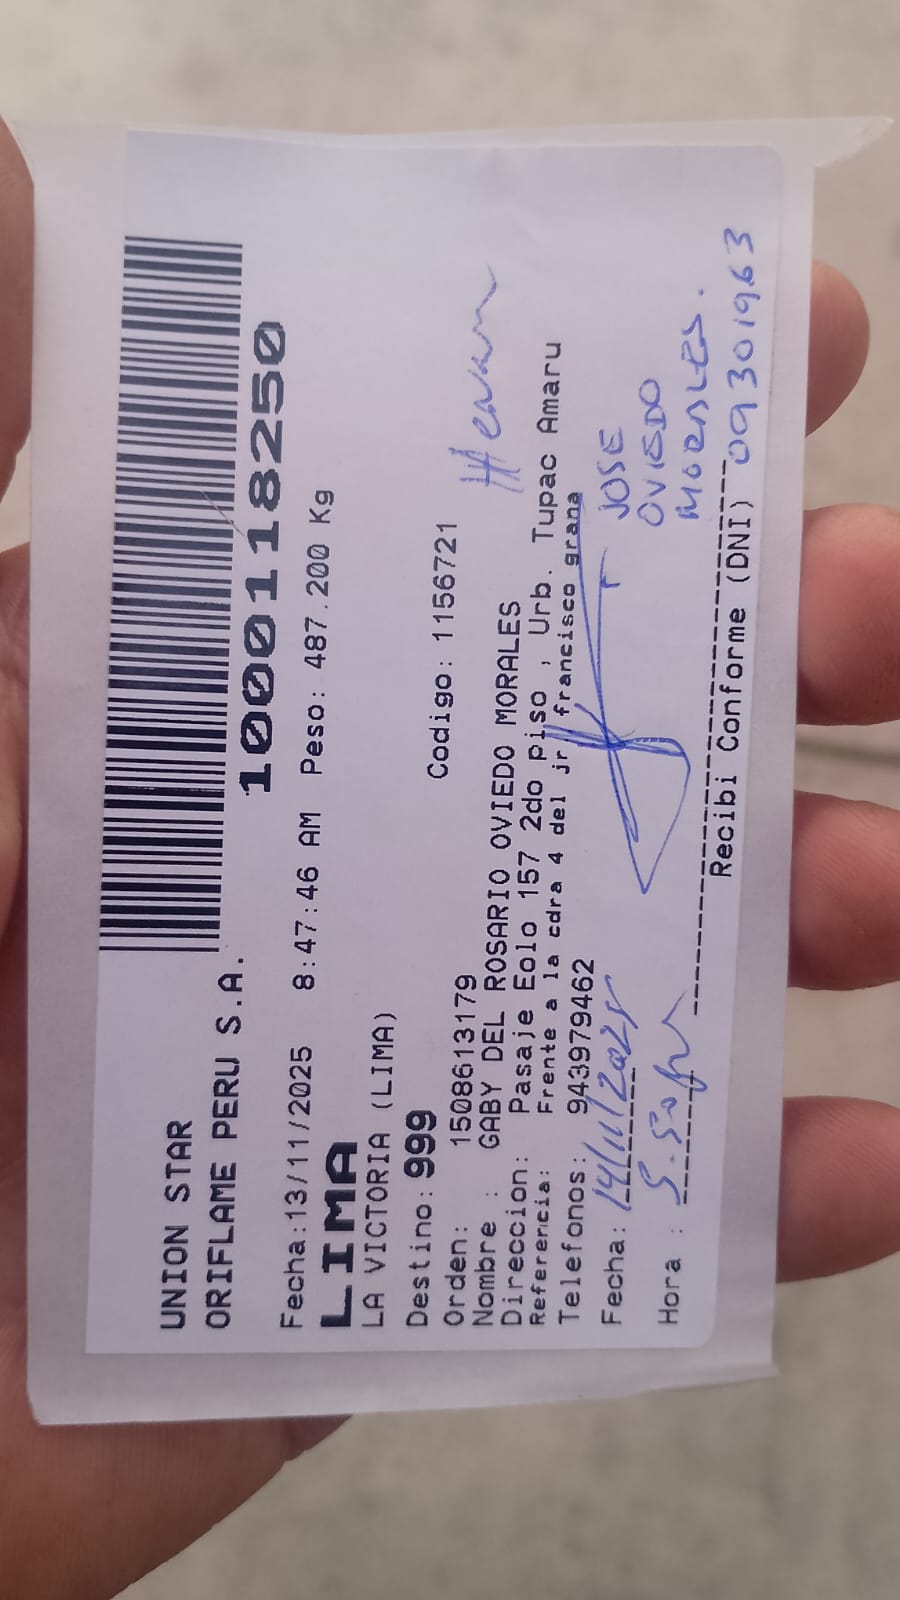 UNION STAR
ORIFLAME PERU S.A.
1000118250
Fecha:13/11/2025 8:47:46 AM Peso: 487.200 Kg
LIMA
LA VICTORIA (LIMA)
Destino: 999 Codigo: 1156721
Orden: 1508613179
Nombre : GABY DEL ROSARIO OVIEDO MORALES
Direccion: Pasaje Eolo 157 2do piso , Urb. Tupac Amaru
Referencia: Frente a la cdra 4 del jr francisco grana
Telefonos: 943979462
Fecha: 14/11/2025
JOSE
OVIEDO
MORALES.
Hora : 5.50
Recibi Conforme (DNI) 09301963